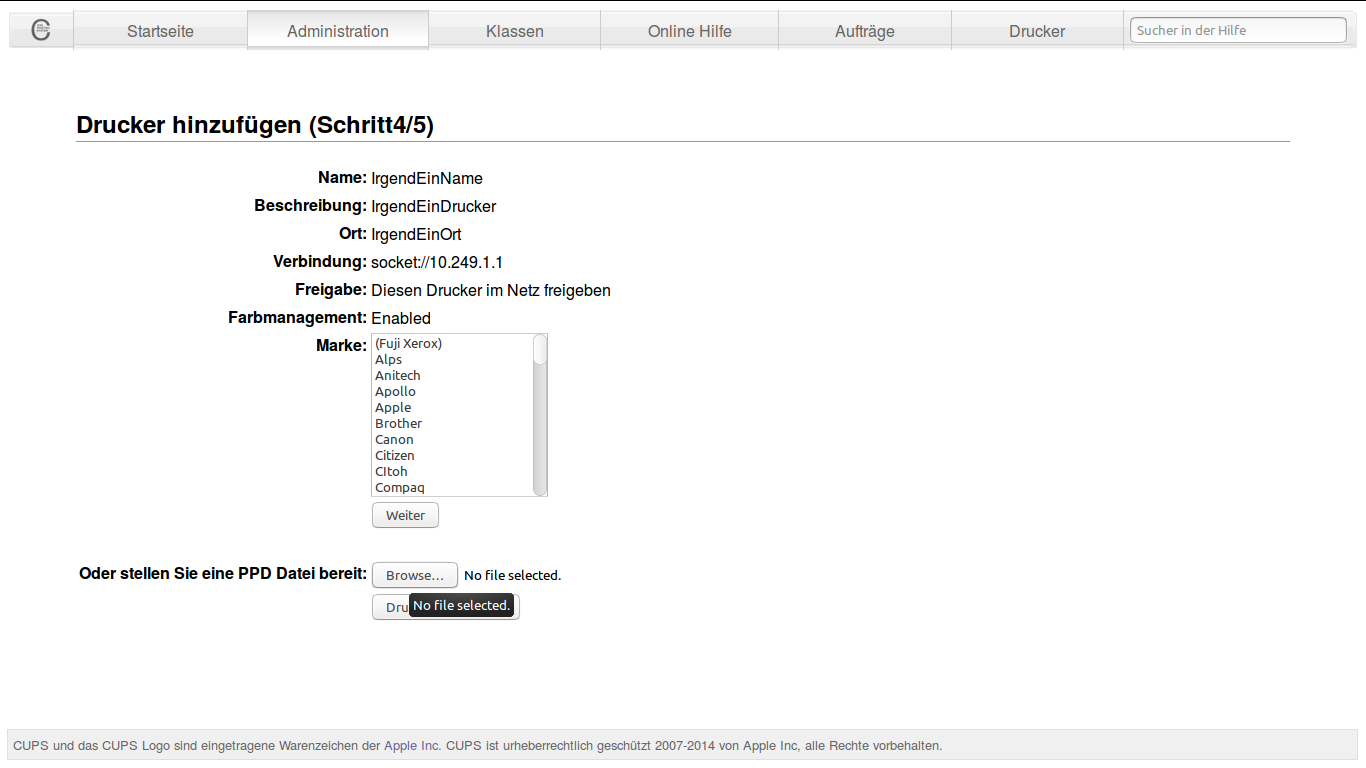 Startseite Administration Klassen Online Hilfe Aufträge Drucker Sucher in der Hilfe
Drucker hinzufügen (Schritt4/5)
Name: IrgendEinName
Beschreibung: IrgendEinDrucker
Ort: IrgendEinOrt
Verbindung: socket://10.249.1.1
Freigabe: Diesen Drucker im Netz freigeben
Farbmanagement: Enabled
Marke: (Fuji Xerox)
Alps
Anitech
Apollo
Apple
Brother
Canon
Citizen
CItoh
Compaq
Weiter
Oder stellen Sie eine PPD Datei bereit: Browse... No file selected.
Dru No file selected.
CUPS und das CUPS Logo sind eingetragene Warenzeichen der Apple Inc. CUPS ist urheberrechtlich geschützt 2007-2014 von Apple Inc, alle Rechte vorbehalten.